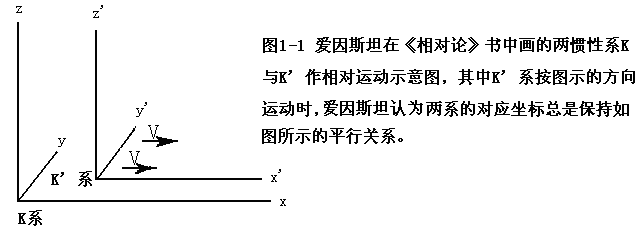 z
z'
y
y'
V
V
K' 系
x'
x
K系
图1-1 爱因斯坦在《相对论》书中画的两惯性系K
与K' 作相对运动示意图，其中K' 系按图示的方向
运动时,爱因斯坦认为两系的对应坐标总是保持如
图所示的平行关系。